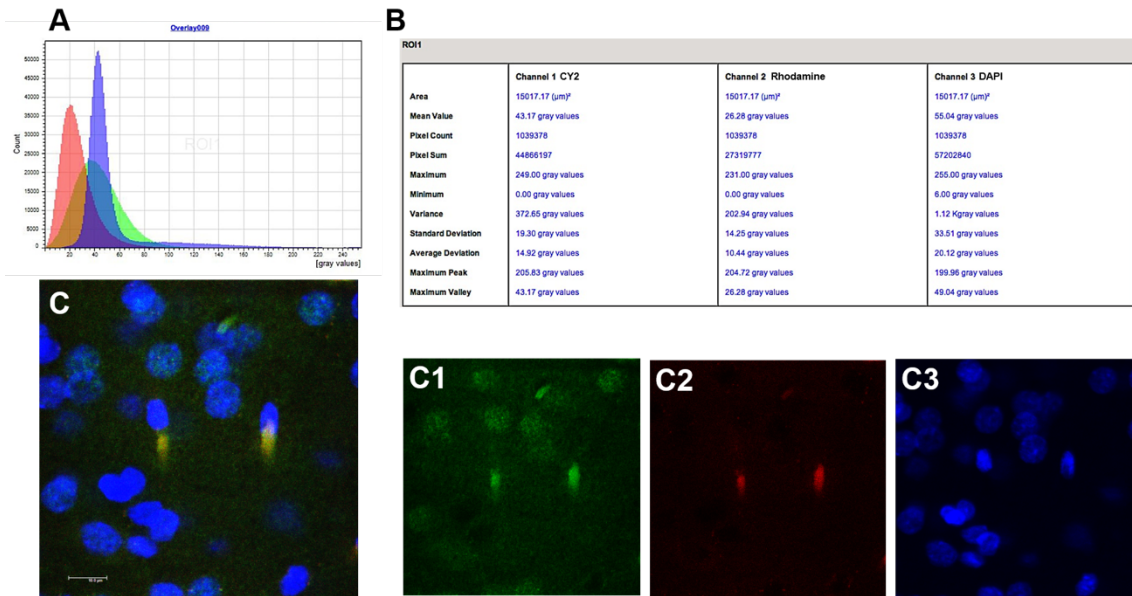 A
B
Overlay009
50000
45000
40000
35000
30000
25000
20000
15000
10000
5000
0
Count
ROI1
0 20 40 60 80 100 120 140 160 180 200 220 240
[gray values]
ROI1
Channel 1 CY2 Channel 2 Rhodamine Channel 3 DAPI
Area 15017.17 (µm)² 15017.17 (µm)² 15017.17 (µm)²
Mean Value 43.17 gray values 26.28 gray values 55.04 gray values
Pixel Count 1039378 1039378 1039378
Pixel Sum 44866197 27319777 57202840
Maximum 249.00 gray values 231.00 gray values 255.00 gray values
Minimum 0.00 gray values 0.00 gray values 6.00 gray values
Variance 372.65 gray values 202.94 gray values 1.12 Kgray values
Standard Deviation 19.30 gray values 14.25 gray values 33.51 gray values
Average Deviation 14.92 gray values 10.44 gray values 20.12 gray values
Maximum Peak 205.83 gray values 204.72 gray values 199.96 gray values
Maximum Valley 43.17 gray values 26.28 gray values 49.04 gray values
C
C1
C2
C3